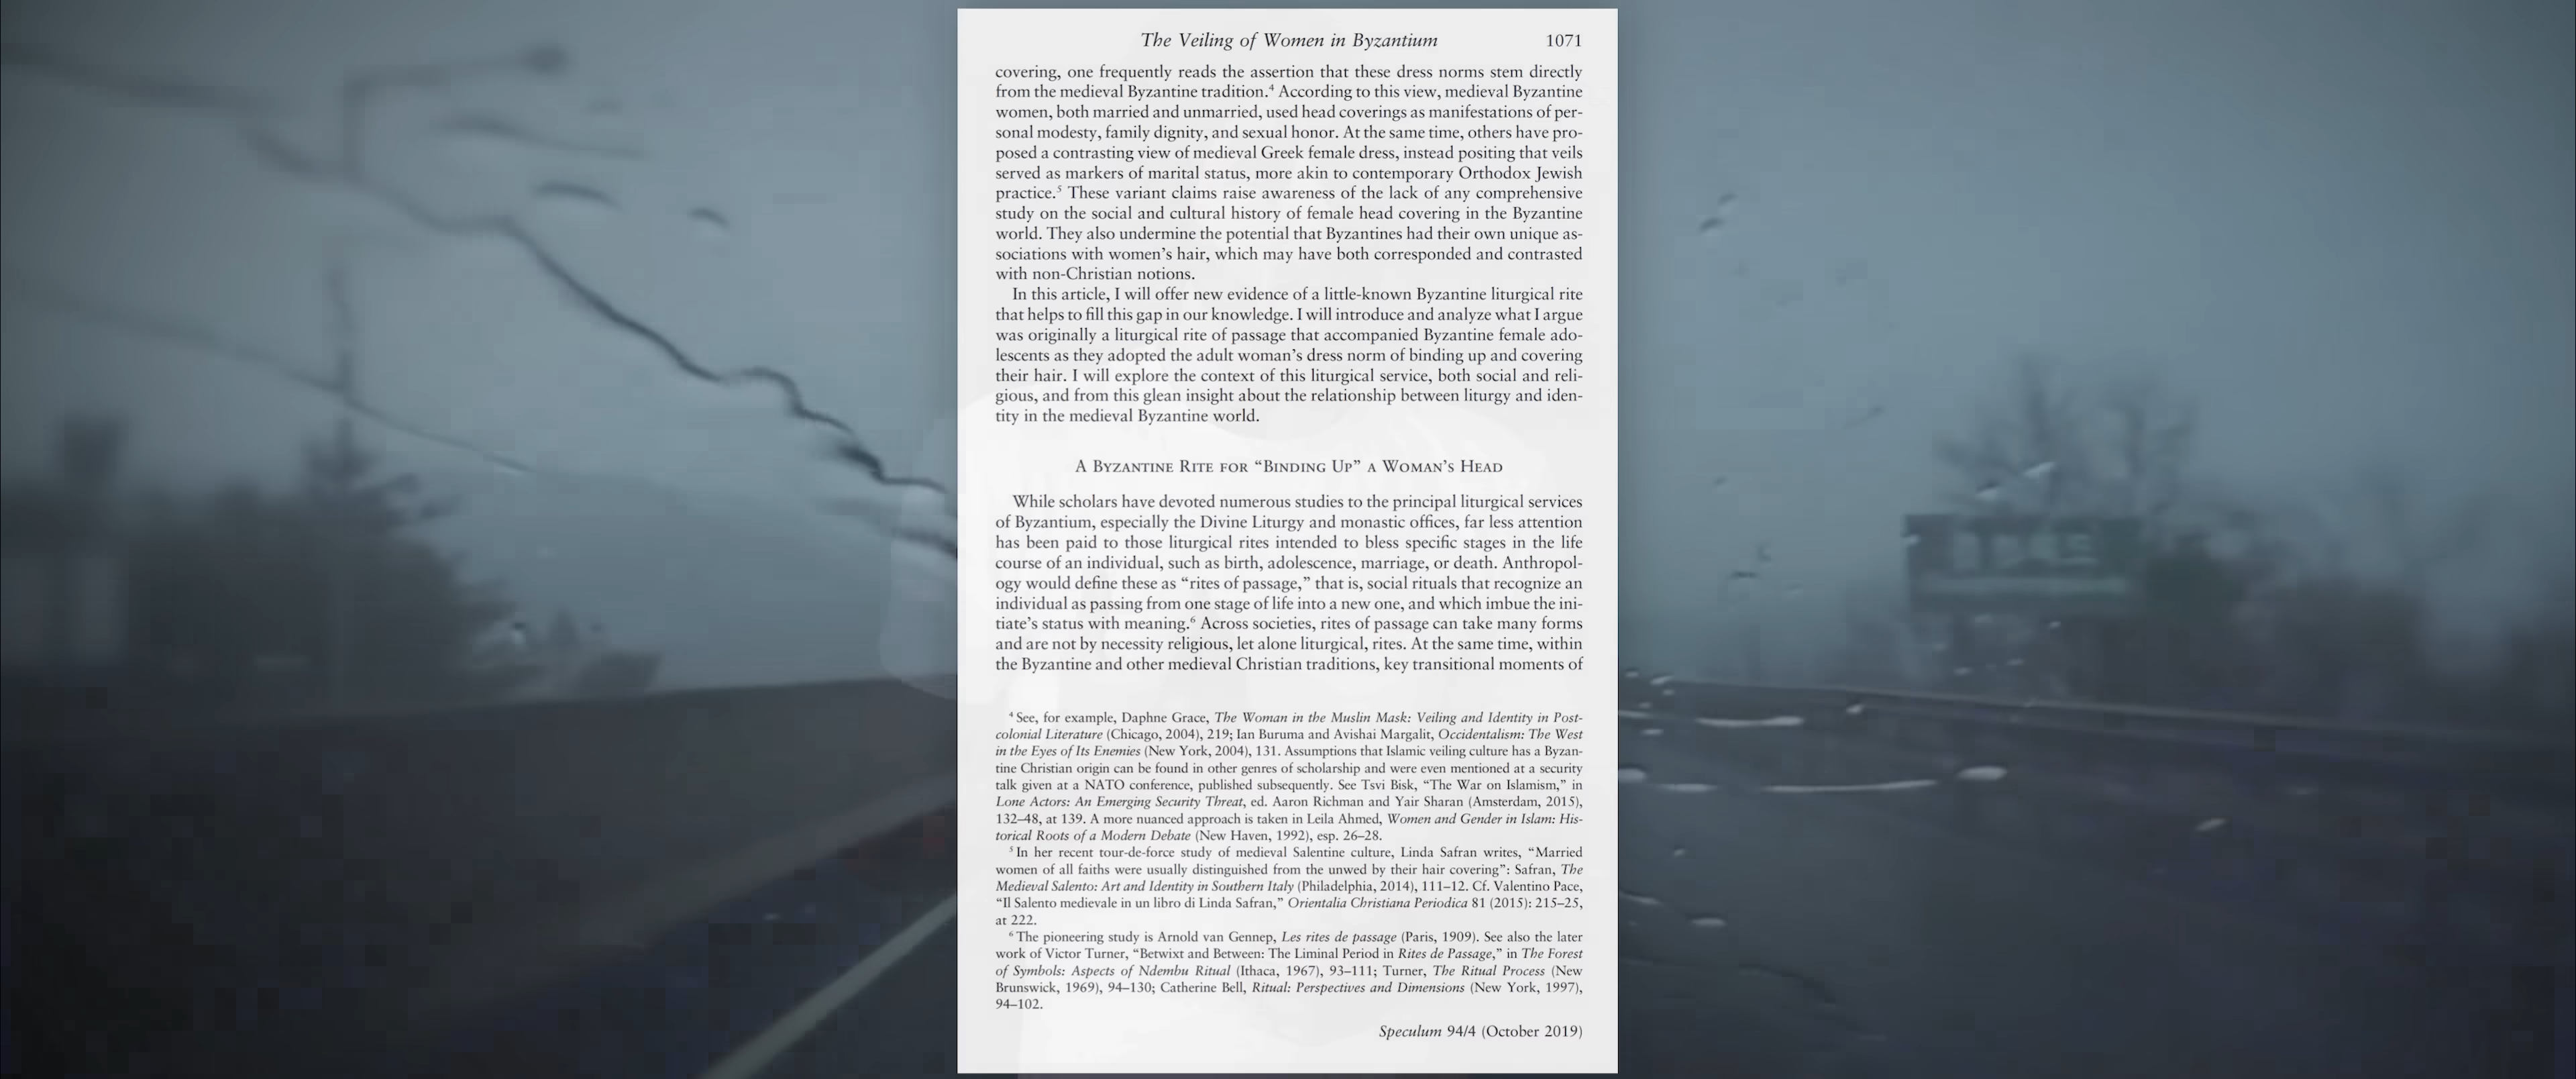 The Veiling of Women in Byzantium 1071
covering, one frequently reads the assertion that these dress norms stem directly
from the medieval Byzantine tradition.⁴ According to this view, medieval Byzantine
women, both married and unmarried, used head coverings as manifestations of per-
sonal modesty, family dignity, and sexual honor. At the same time, others have pro-
posed a contrasting view of medieval Greek female dress, instead positing that veils
served as markers of marital status, more akin to contemporary Orthodox Jewish
practice.⁵ These variant claims raise awareness of the lack of any comprehensive
study on the social and cultural history of female head covering in the Byzantine
world. They also undermine the potential that Byzantines had their own unique as-
sociations with women's hair, which may have both corresponded and contrasted
with non-Christian notions.
In this article, I will offer new evidence of a little-known Byzantine liturgical rite
that helps to fill this gap in our knowledge. I will introduce and analyze what I argue
was originally a liturgical rite of passage that accompanied Byzantine female ado-
lescents as they adopted the adult woman's dress norm of binding up and covering
their hair. I will explore the context of this liturgical service, both social and reli-
gious, and from this glean insight about the relationship between liturgy and iden-
tity in the medieval Byzantine world.
A Byzantine Rite for "Binding Up" a Woman's Head
While scholars have devoted numerous studies to the principal liturgical services
of Byzantium, especially the Divine Liturgy and monastic offices, far less attention
has been paid to those liturgical rites intended to bless specific stages in the life
course of an individual, such as birth, adolescence, marriage, or death. Anthropol-
ogy would define these as "rites of passage," that is, social rituals that recognize an
individual as passing from one stage of life into a new one, and which imbue the ini-
tiate's status with meaning.⁶ Across societies, rites of passage can take many forms
and are not by necessity religious, let alone liturgical, rites. At the same time, within
the Byzantine and other medieval Christian traditions, key transitional moments of
⁴ See, for example, Daphne Grace, The Woman in the Muslin Mask: Veiling and Identity in Post-
colonial Literature (Chicago, 2004), 219; Ian Buruma and Avishai Margalit, Occidentalism: The West
in the Eyes of Its Enemies (New York, 2004), 131. Assumptions that Islamic veiling culture has a Byzan-
tine Christian origin can be found in other genres of scholarship and were even mentioned at a security
talk given at a NATO conference, published subsequently. See Tsvi Bisk, "The War on Islamism," in
Lone Actors: An Emerging Security Threat, ed. Aaron Richman and Yair Sharan (Amsterdam, 2015),
132–48, at 139. A more nuanced approach is taken in Leila Ahmed, Women and Gender in Islam: His-
torical Roots of a Modern Debate (New Haven, 1992), esp. 26–28.
⁵ In her recent tour-de-force study of medieval Salentine culture, Linda Safran writes, "Married
women of all faiths were usually distinguished from the unwed by their hair covering": Safran, The
Medieval Salento: Art and Identity in Southern Italy (Philadelphia, 2014), 111–12. Cf. Valentino Pace,
"Il Salento medievale in un libro di Linda Safran," Orientalia Christiana Periodica 81 (2015): 215–25,
at 222.
⁶ The pioneering study is Arnold van Gennep, Les rites de passage (Paris, 1909). See also the later
work of Victor Turner, "Betwixt and Between: The Liminal Period in Rites de Passage," in The Forest
of Symbols: Aspects of Ndembu Ritual (Ithaca, 1967), 93–111; Turner, The Ritual Process (New
Brunswick, 1969), 94–130; Catherine Bell, Ritual: Perspectives and Dimensions (New York, 1997),
94–102.
Speculum 94/4 (October 2019)